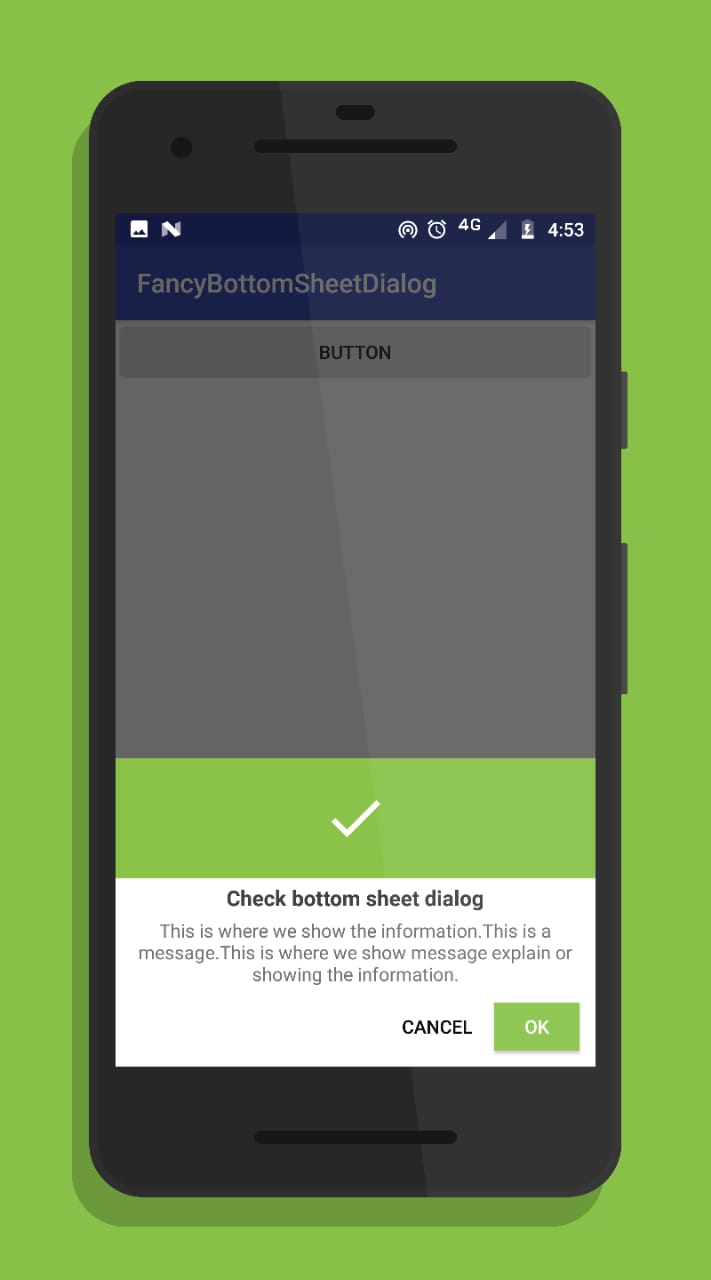 4G 4:53
FancyBottomSheetDialog
BUTTON
Check bottom sheet dialog
This is where we show the information.This is a
message.This is where we show message explain or
showing the information.
CANCEL OK